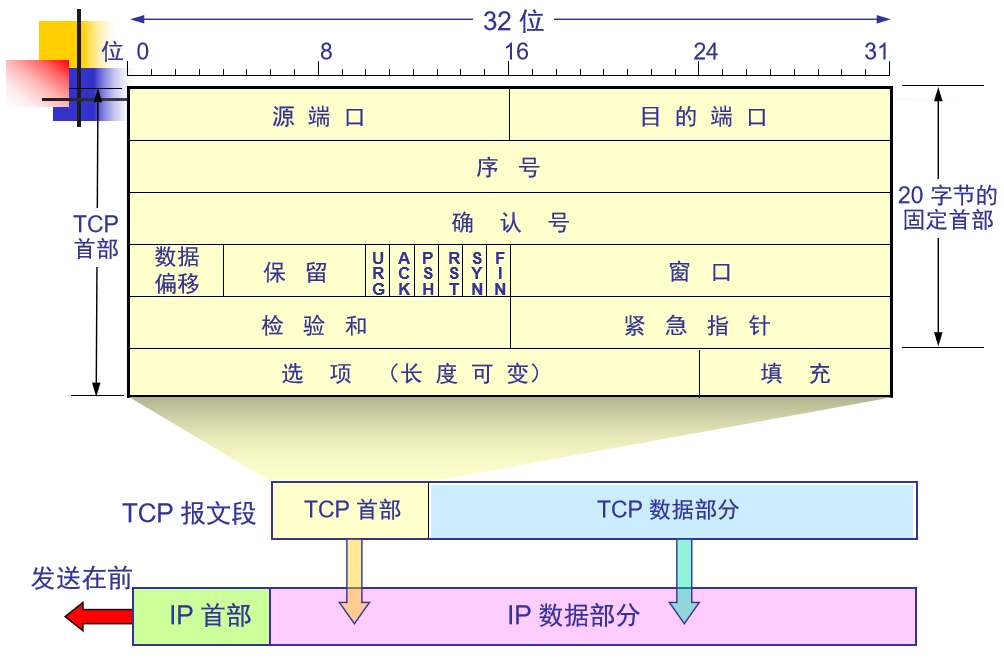 32 位
位 0 8 16 24 31
源 端 口 目 的 端 口
序 号
确 认 号
TCP
首部
20 字节的
固定首部
数据
偏移
保 留
URG ACK PSH RST SYN FIN
窗 口
检 验 和 紧 急 指 针
选 项 （长 度 可 变） 填 充
TCP 报文段 TCP 首部 TCP 数据部分
发送在前
IP 首部 IP 数据部分